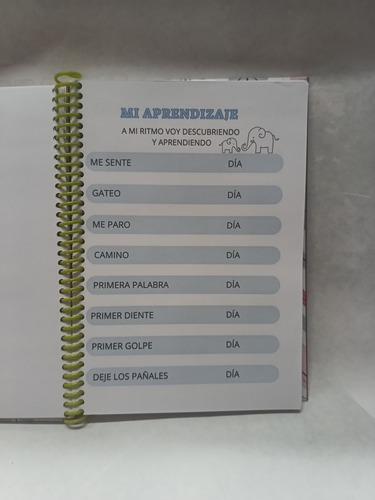 MI APRENDIZAJE
A MI RITMO VOY DESCUBRIENDO
Y APRENDIENDO
ME SENTE DÍA
GATEO DÍA
ME PARO DÍA
CAMINO DÍA
PRIMERA PALABRA DÍA
PRIMER DIENTE DÍA
PRIMER GOLPE DÍA
DEJE LOS PAÑALES DÍA